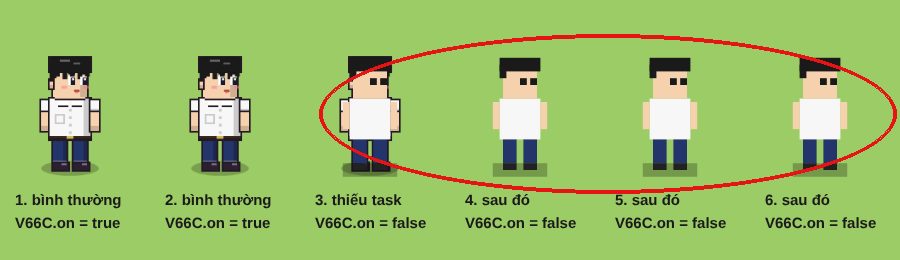 1. bình thường
V66C.on = true
2. bình thường
V66C.on = true
3. thiếu task
V66C.on = false
4. sau đó
V66C.on = false
5. sau đó
V66C.on = false
6. sau đó
V66C.on = false